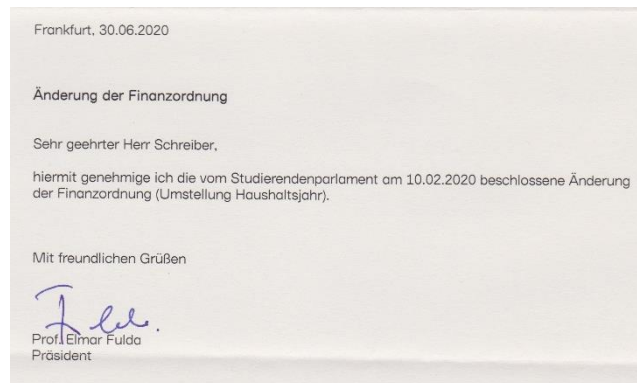 Frankfurt, 30.06.2020
Änderung der Finanzordnung
Sehr geehrter Herr Schreiber,
hiermit genehmige ich die vom Studierendenparlament am 10.02.2020 beschlossene Änderung
der Finanzordnung (Umstellung Haushaltsjahr).
Mit freundlichen Grüßen
Prof. Elmar Fulda
Präsident